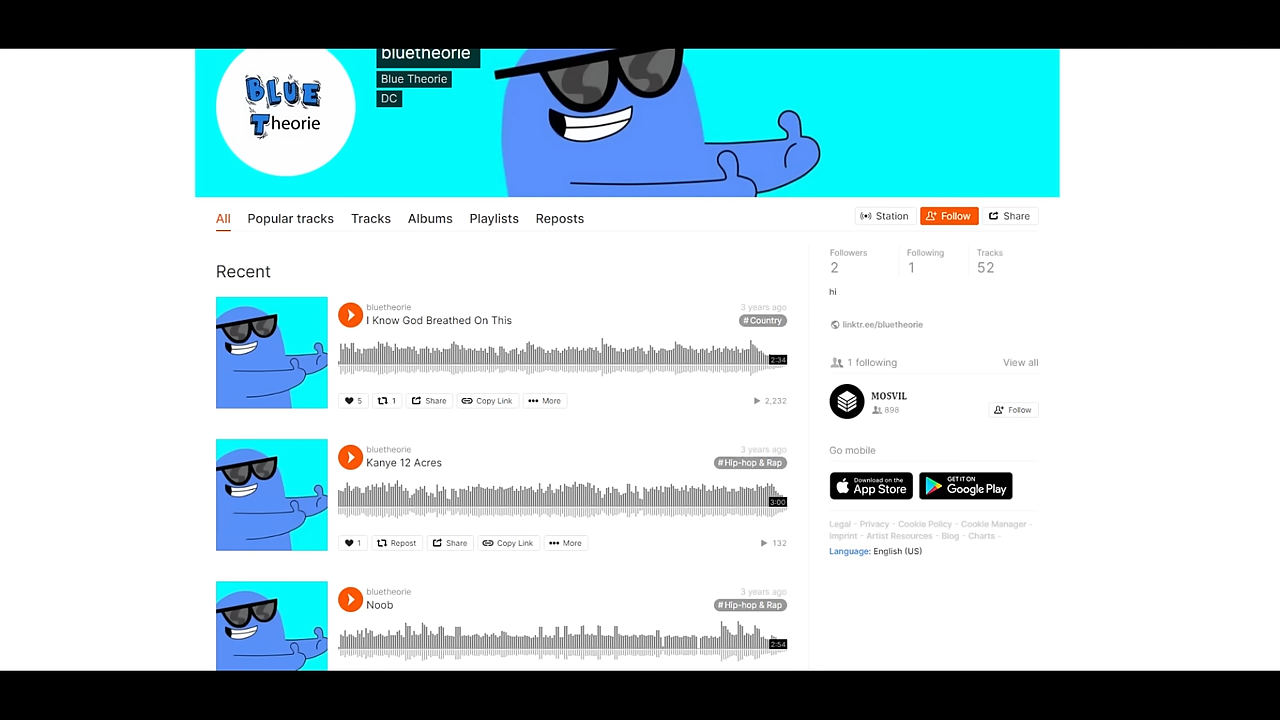 bluetheorie
Blue Theorie
DC
BLUE
Theorie
All Popular tracks Tracks Albums Playlists Reposts
Station Follow Share
Followers Following Tracks
2 1 52
hi
linktr.ee/bluetheorie
1 following View all
MOSVIL
898 Follow
Go mobile
Download on the App Store
GET IT ON Google Play
Legal - Privacy - Cookie Policy - Cookie Manager -
Imprint - Artist Resources - Blog - Charts -
Language: English (US)
Recent
bluetheorie 3 years ago
I Know God Breathed On This # Country
2:34
5 1 Share Copy Link More 2,232
bluetheorie 3 years ago
Kanye 12 Acres # Hip-hop & Rap
3:00
1 Repost Share Copy Link More 132
bluetheorie 3 years ago
Noob # Hip-hop & Rap
2:54